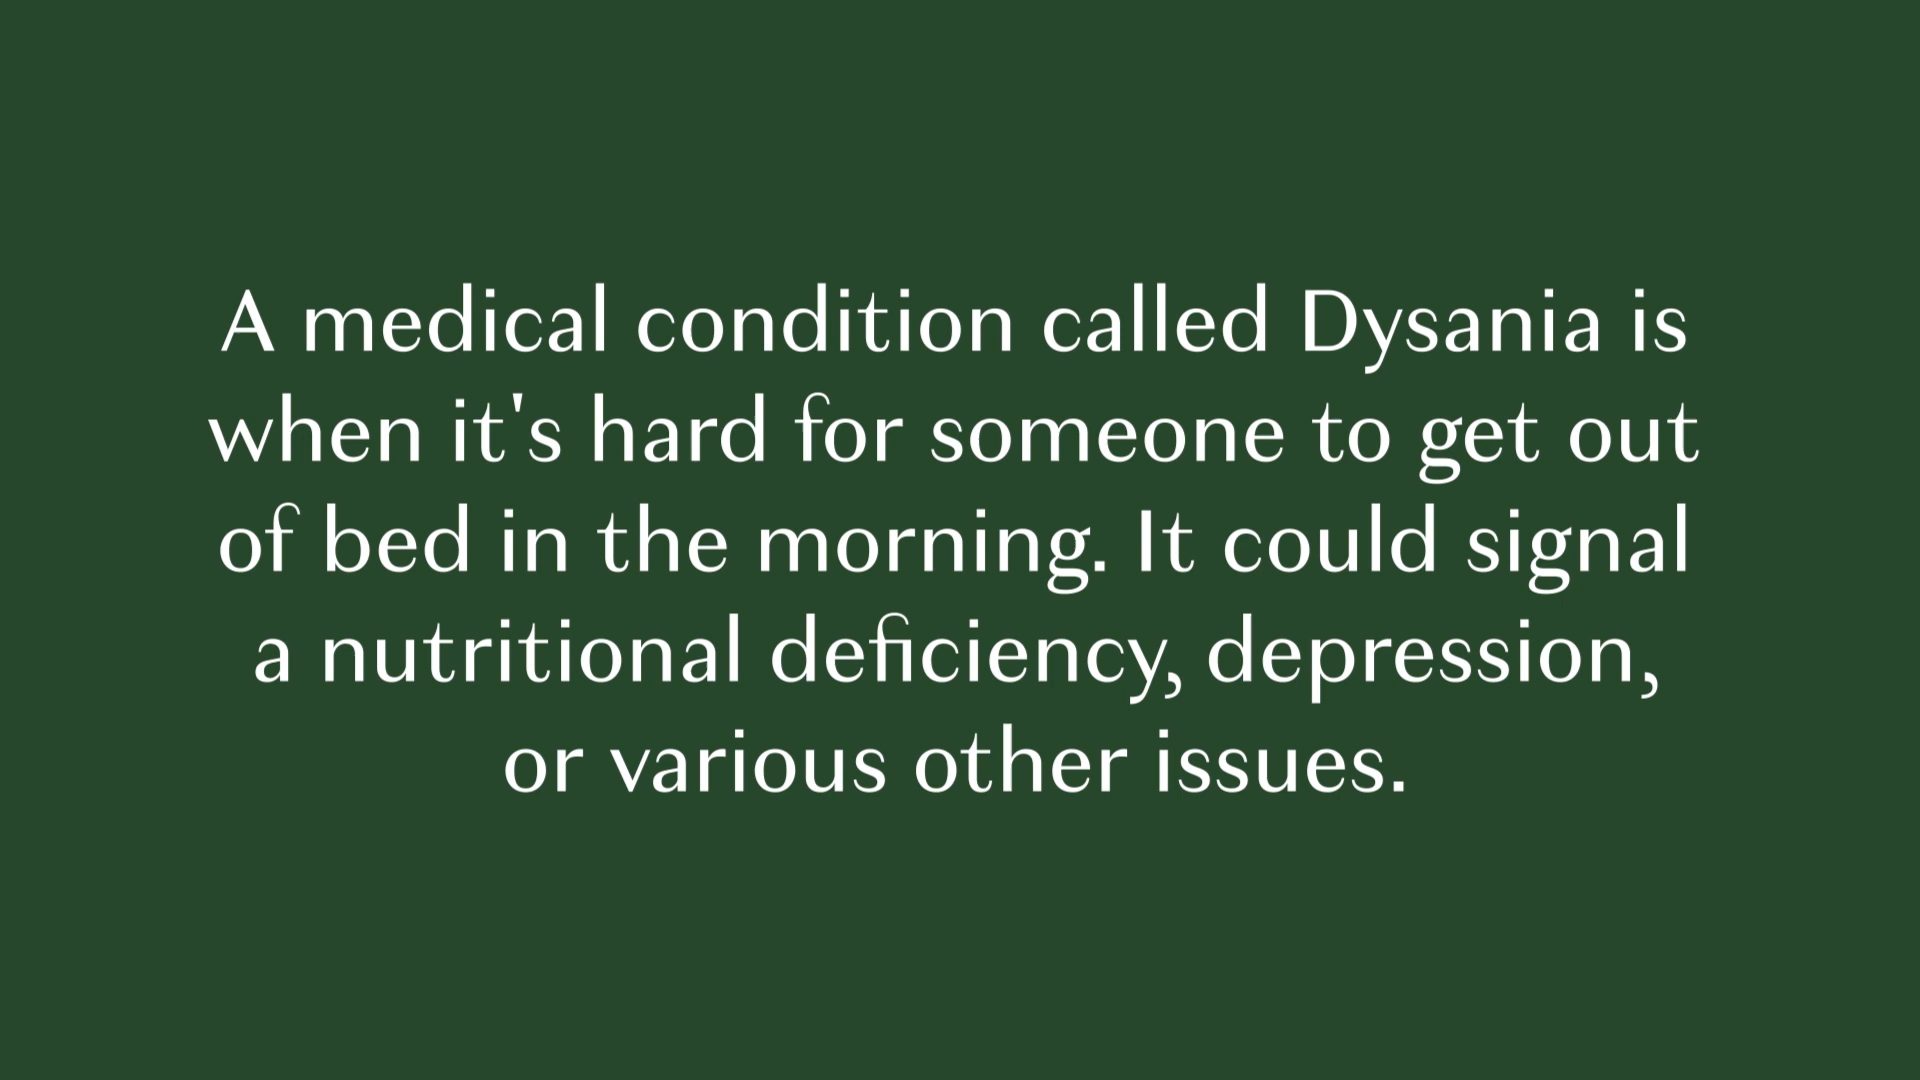 A medical condition called Dysania is
when it's hard for someone to get out
of bed in the morning. It could signal
a nutritional deficiency, depression,
or various other issues.